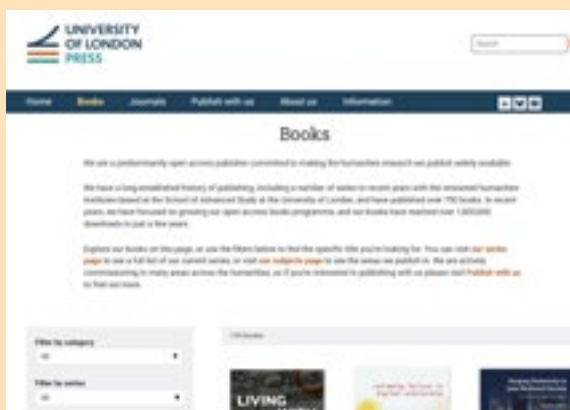 UNIVERSITY
OF LONDON
PRESS
Search
Home Books Journals Publish with us About us Information
Books
We are a predominantly open access publisher committed to making the humanities research we publish widely available.
We have a long-established history of publishing, including a number of series in recent years with the renowned humanities
institutes based at the School of Advanced Study at the University of London, and have published over 750 books. In recent
years, we have focused on growing our open access books programme, and our books have reached over
downloads in just a few years.
Explore our books on this page, or use the filters below to find the specific title you're looking for. You can visit our series
page to see a full list of our current series, or visit our subjects page to see the areas we publish in. We are actively
commissioning in many areas across the humanities, so if you're interested in publishing with us please visit Publish with us
to find out more.
Filter by category
All
Filter by series
All
books
LIVING